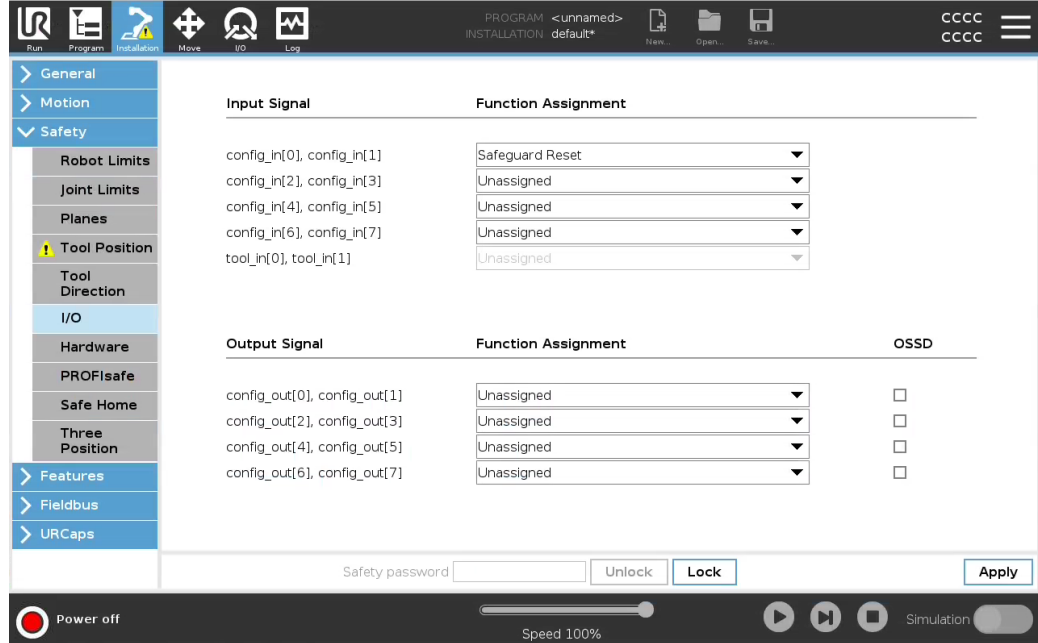 PROGRAM <unnamed>
INSTALLATION default*
CCCC
CCCC
Run
Program
Installation
Move
I/O
Log
New...
Open...
Save...
General
Motion
Safety
Robot Limits
Joint Limits
Planes
Tool Position
Tool
Direction
I/O
Hardware
PROFIsafe
Safe Home
Three
Position
Features
Fieldbus
URCaps
Input Signal Function Assignment
config_in[0], config_in[1] Safeguard Reset
config_in[2], config_in[3] Unassigned
config_in[4], config_in[5] Unassigned
config_in[6], config_in[7] Unassigned
tool_in[0], tool_in[1] Unassigned
Output Signal Function Assignment OSSD
config_out[0], config_out[1] Unassigned
config_out[2], config_out[3] Unassigned
config_out[4], config_out[5] Unassigned
config_out[6], config_out[7] Unassigned
Safety password Unlock Lock Apply
Power off
Speed 100%
Simulation